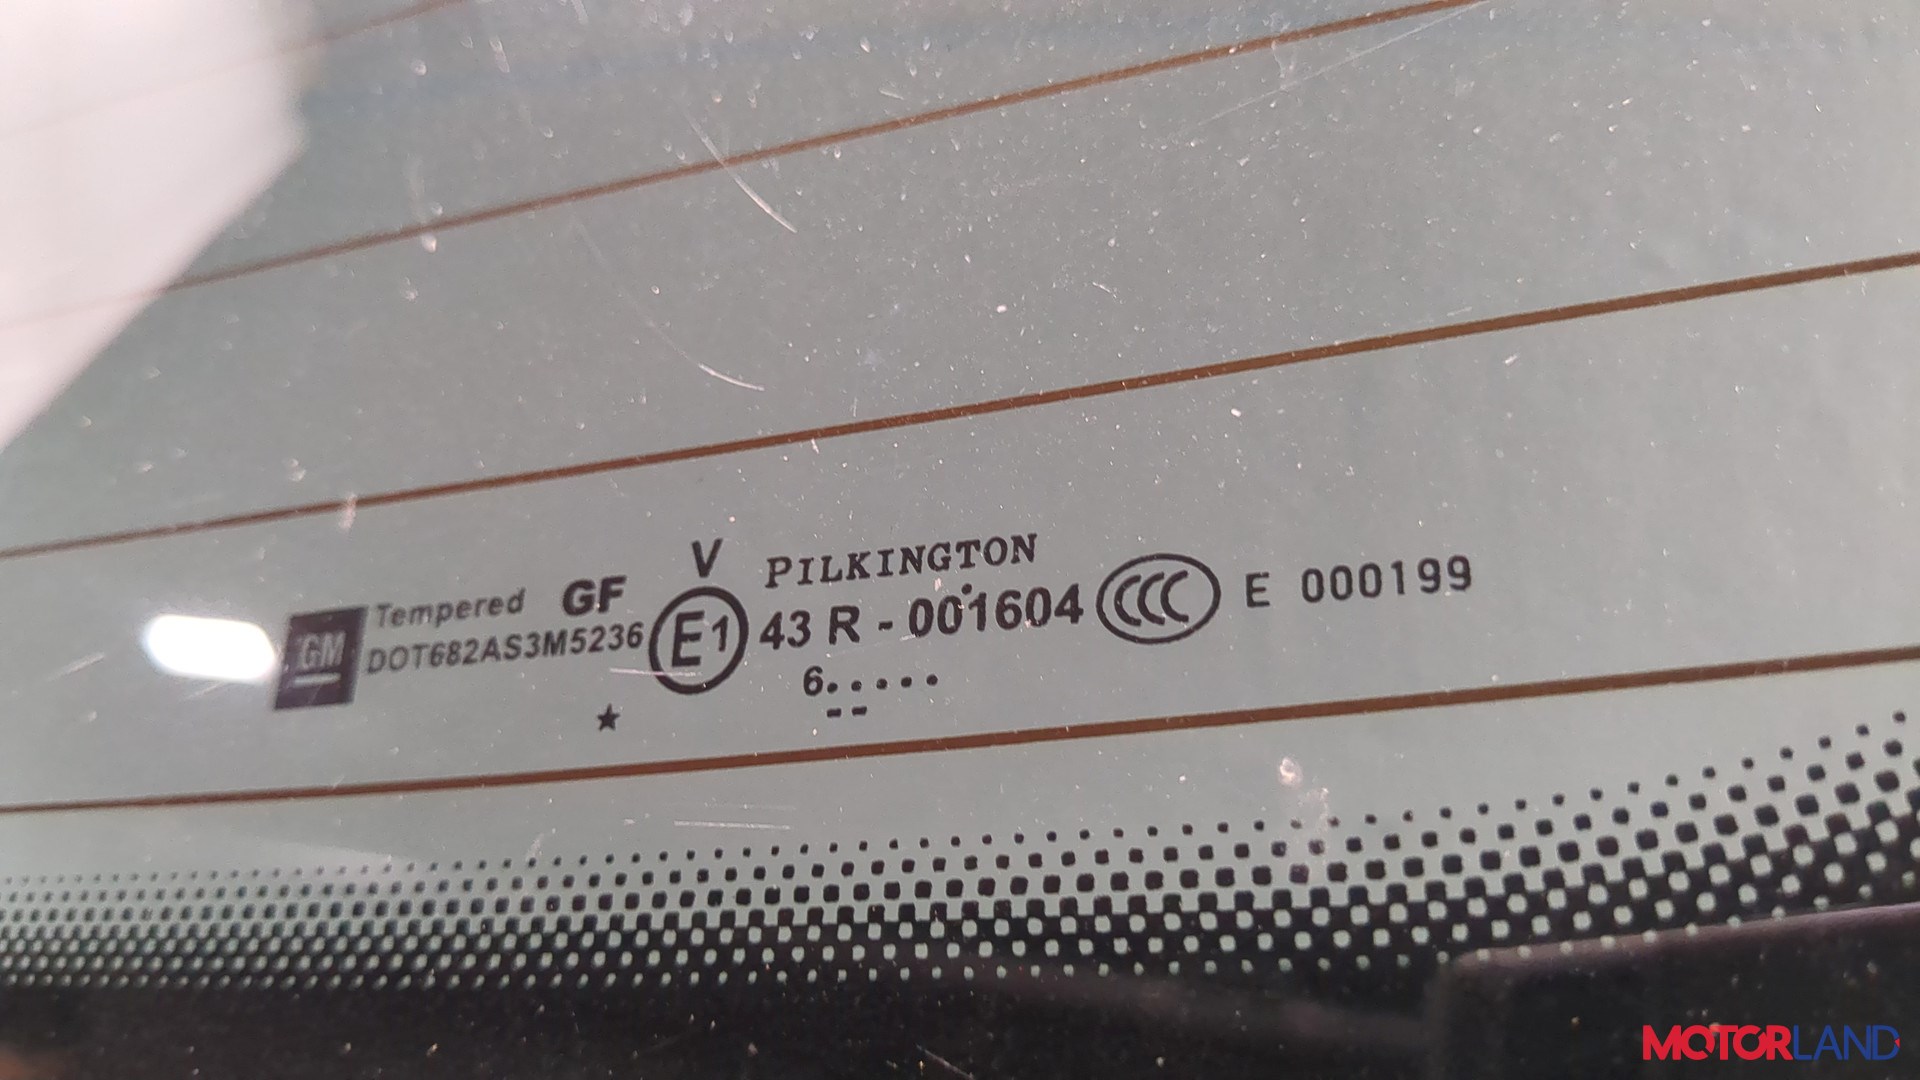 V PILKINGTON
GM Tempered GF
DOT682AS3M5236 E1 43 R - 001604 CCC E 000199
6.....
--
MOTORLAND